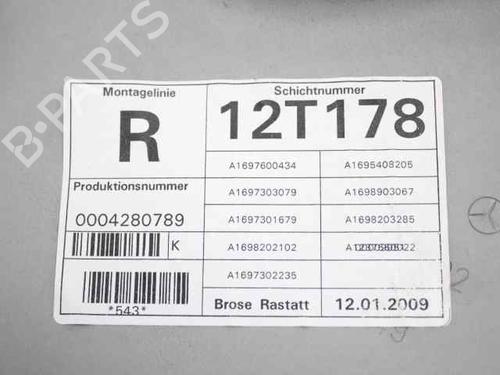 Montagelinie
Schichtnummer
R
12T178
A1697600434
A1695408205
Produktionsnummer
A1697303079
A1698903067
0004280789
A1697301679
A1698203285
K
A1698202102
A1697302235
*543*
Brose Rastatt
12.01.2009
B-PARTS